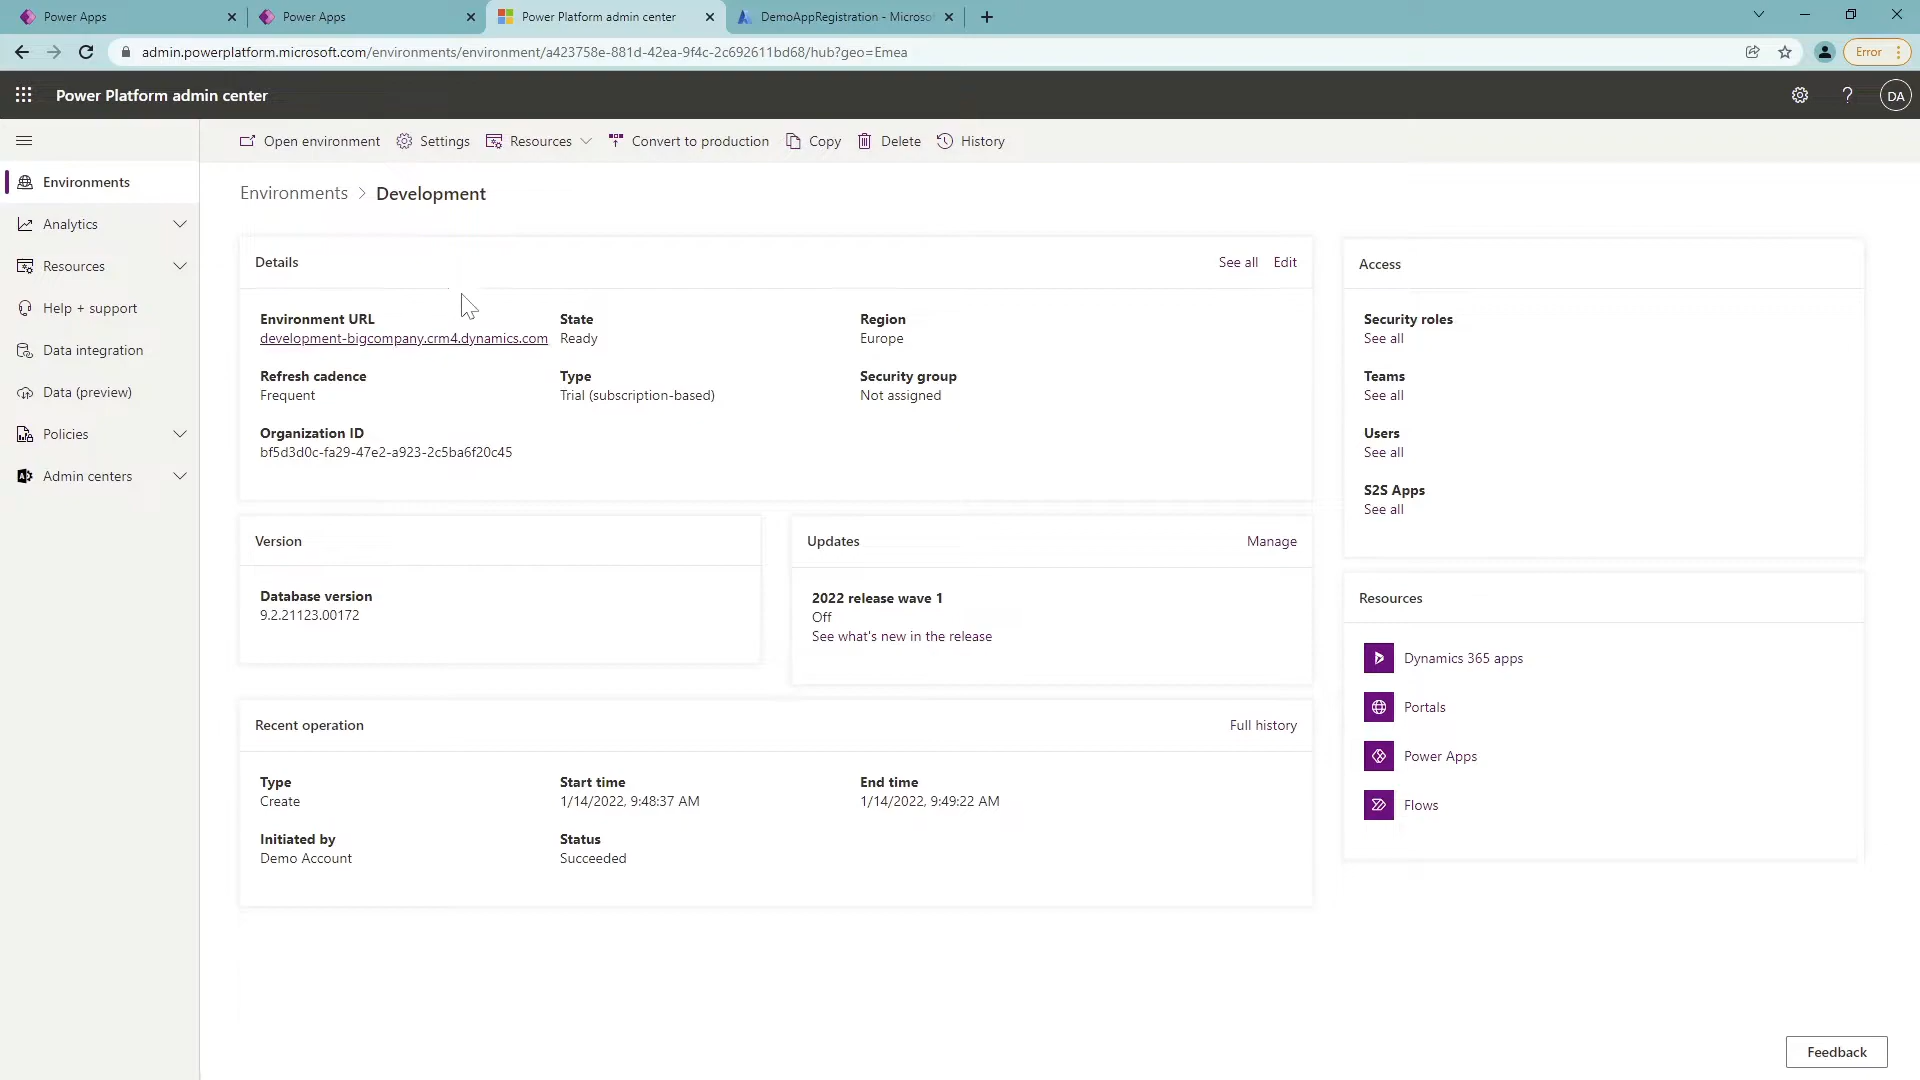 Power Apps
Power Apps
Power Platform admin center
DemoAppRegistration - Microso
admin.powerplatform.microsoft.com/environments/environment/a423758e-881d-42ea-9f4c-2c692611bd68/hub?geo=Emea
Error
Power Platform admin center
?
DA
Open environment
Settings
Resources
Convert to production
Copy
Delete
History
Environments
Analytics
Resources
Help + support
Data integration
Data (preview)
Policies
Admin centers
Environments > Development
Details
See all
Edit
Environment URL
development-bigcompany.crm4.dynamics.com
State
Ready
Region
Europe
Refresh cadence
Frequent
Type
Trial (subscription-based)
Security group
Not assigned
Organization ID
bf5d3d0c-fa29-47e2-a923-2c5ba6f20c45
Version
Database version
9.2.21123.00172
Updates
Manage
2022 release wave 1
Off
See what's new in the release
Recent operation
Full history
Type
Create
Start time
1/14/2022, 9:48:37 AM
End time
1/14/2022, 9:49:22 AM
Initiated by
Demo Account
Status
Succeeded
Access
Security roles
See all
Teams
See all
Users
See all
S2S Apps
See all
Resources
Dynamics 365 apps
Portals
Power Apps
Flows
Feedback